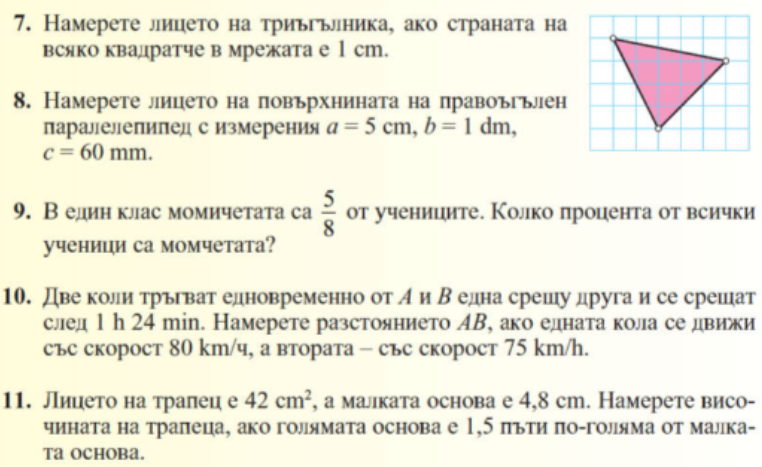 7. Намерете лицето на триъгълника, ако страната на
всяко квадратче в мрежата е 1 cm.
8. Намерете лицето на повърхнината на правоъгълен
паралелепипед с измерения a = 5 cm, b = 1 dm,
c = 60 mm.
9. В един клас момичетата са 5/8 от учениците. Колко процента от всички
ученици са момчетата?
10. Две коли тръгват едновременно от A и B една срещу друга и се срещат
след 1 h 24 min. Намерете разстоянието AB, ако едната кола се движи
със скорост 80 km/ч, а втората – със скорост 75 km/h.
11. Лицето на трапец е 42 cm², а малката основа е 4,8 cm. Намерете висо-
чината на трапеца, ако голямата основа е 1,5 пъти по-голяма от малка-
та основа.